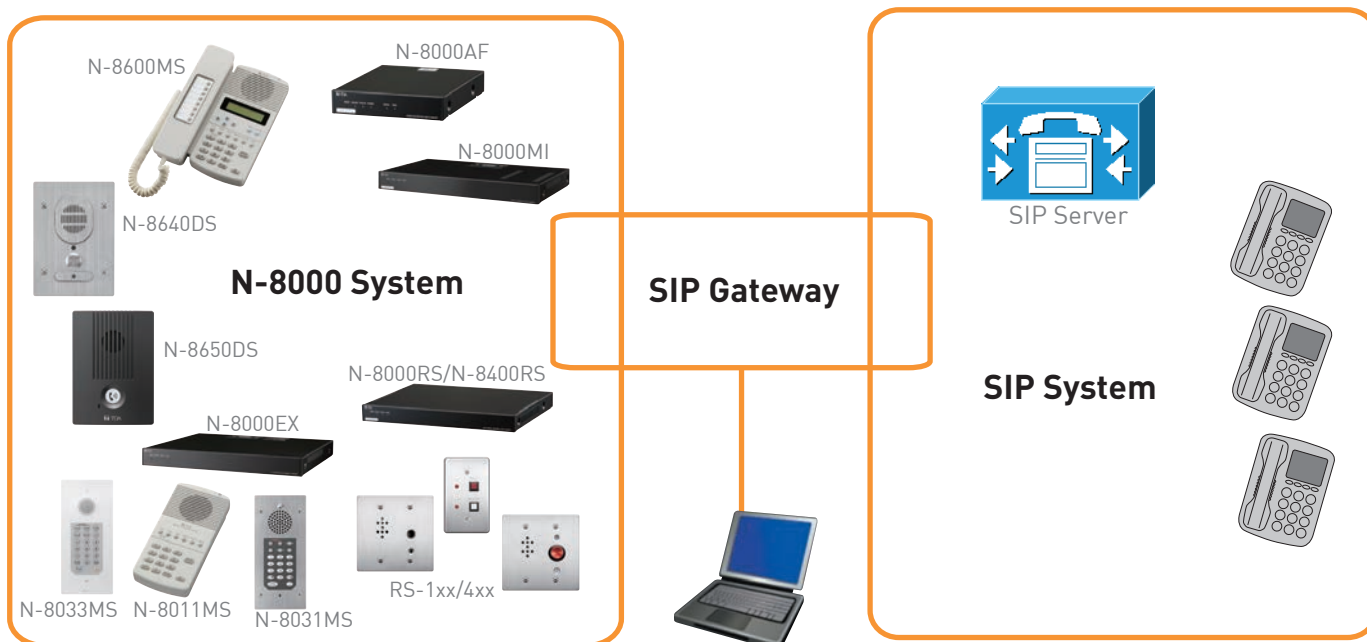 N-8600MS
N-8000AF
N-8000MI
N-8640DS
N-8000 System
N-8650DS
N-8000RS/N-8400RS
N-8000EX
N-8033MS
N-8011MS
N-8031MS
RS-1xx/4xx
SIP Gateway
SIP Server
SIP System
TOA